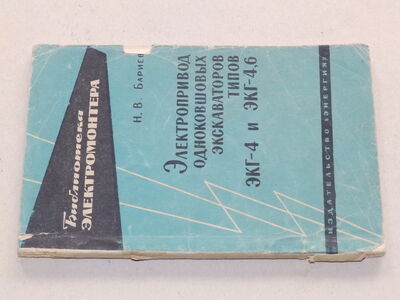 Библиотека
ЭЛЕКТРОМОНТЕРА
Н. В. БАРИЕВ
ЭЛЕКТРОПРИВОД
ОДНОКОВШОВЫХ
ЭКСКАВАТОРОВ
ТИПОВ
ЭКГ-4 и ЭКГ-4,6
ИЗДАТЕЛЬСТВО «ЭНЕРГИЯ»